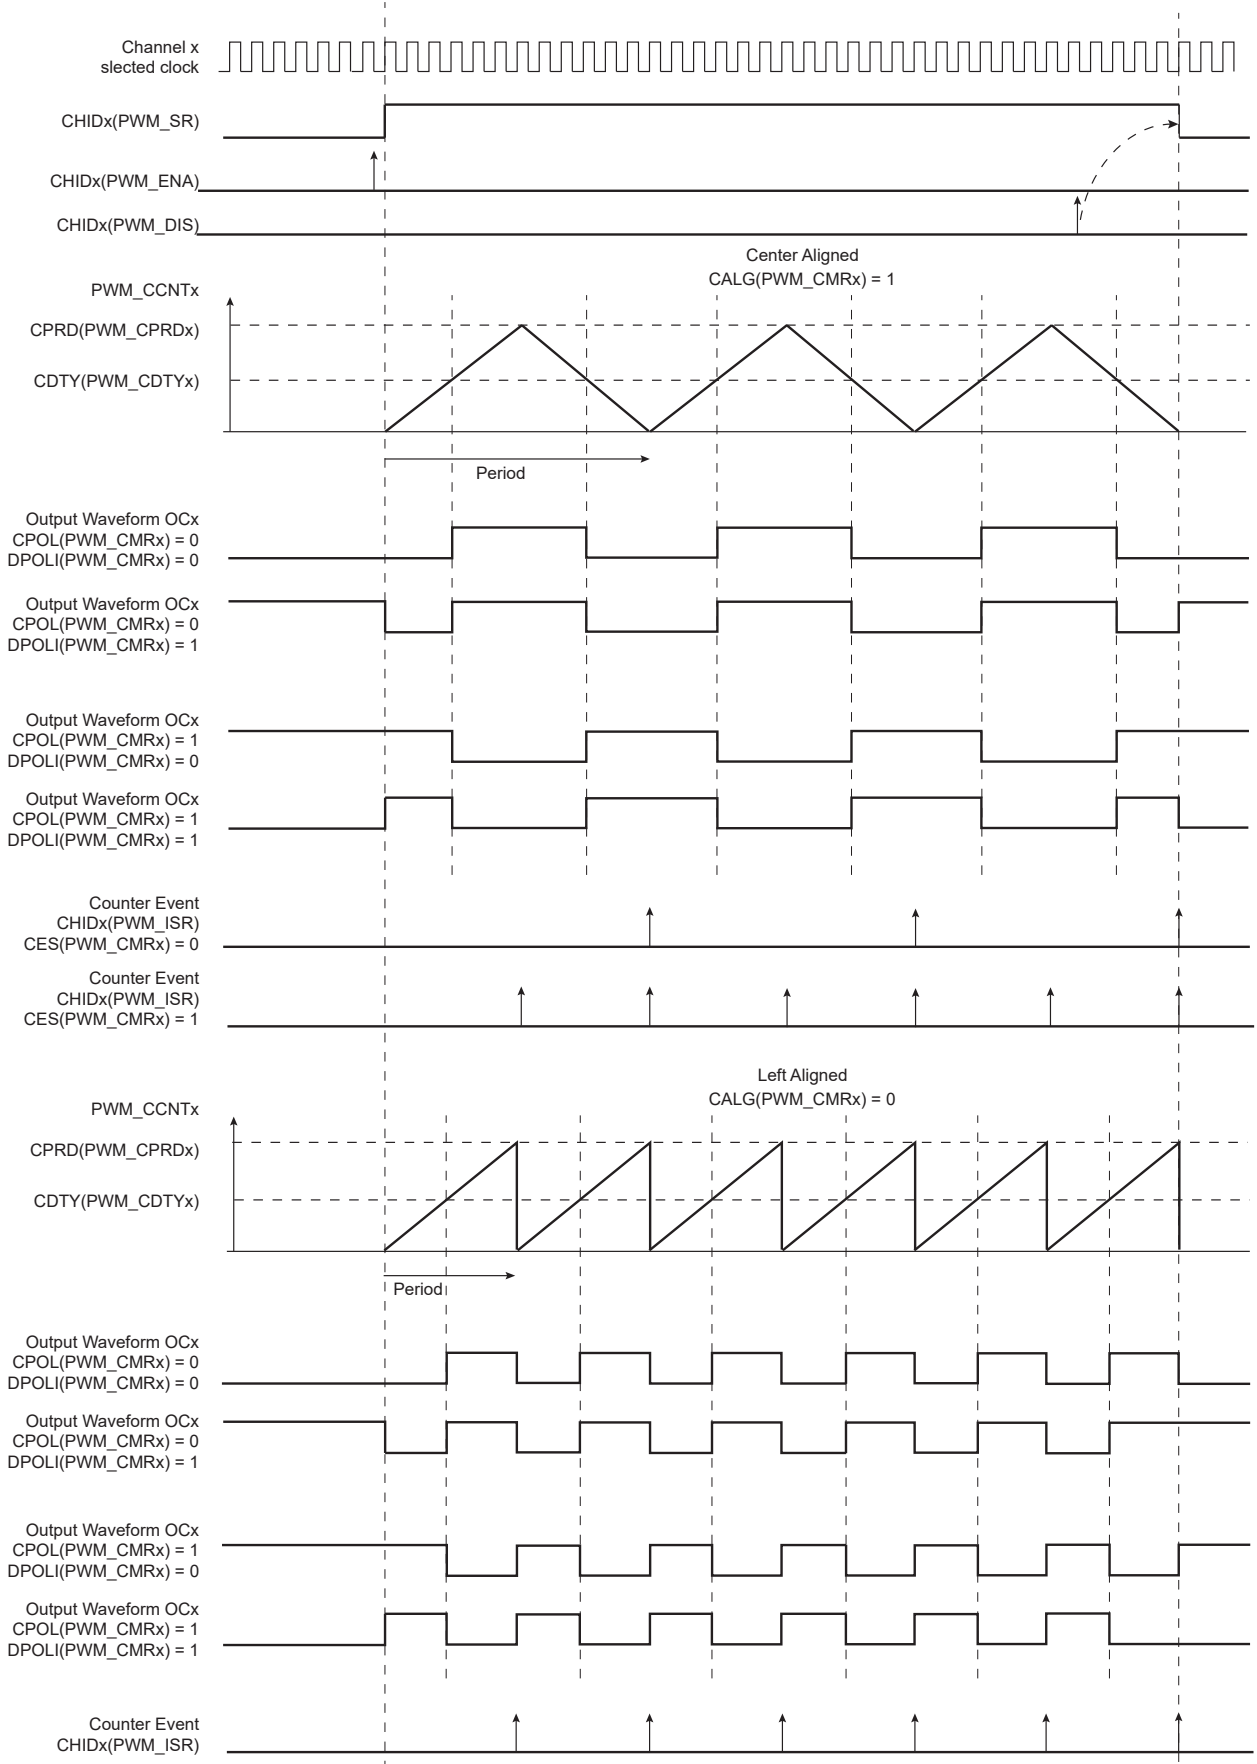 Channel x
slected clock
CHIDx(PWM_SR)
CHIDx(PWM_ENA)
CHIDx(PWM_DIS)
Center Aligned
CALG(PWM_CMRx) = 1
PWM_CCNTx
CPRD(PWM_CPRDx)
CDTY(PWM_CDTYx)
Period
Output Waveform OCx
CPOL(PWM_CMRx) = 0
DPOLI(PWM_CMRx) = 0
Output Waveform OCx
CPOL(PWM_CMRx) = 0
DPOLI(PWM_CMRx) = 1
Output Waveform OCx
CPOL(PWM_CMRx) = 1
DPOLI(PWM_CMRx) = 0
Output Waveform OCx
CPOL(PWM_CMRx) = 1
DPOLI(PWM_CMRx) = 1
Counter Event
CHIDx(PWM_ISR)
CES(PWM_CMRx) = 0
Counter Event
CHIDx(PWM_ISR)
CES(PWM_CMRx) = 1
Left Aligned
CALG(PWM_CMRx) = 0
PWM_CCNTx
CPRD(PWM_CPRDx)
CDTY(PWM_CDTYx)
Period
Output Waveform OCx
CPOL(PWM_CMRx) = 0
DPOLI(PWM_CMRx) = 0
Output Waveform OCx
CPOL(PWM_CMRx) = 0
DPOLI(PWM_CMRx) = 1
Output Waveform OCx
CPOL(PWM_CMRx) = 1
DPOLI(PWM_CMRx) = 0
Output Waveform OCx
CPOL(PWM_CMRx) = 1
DPOLI(PWM_CMRx) = 1
Counter Event
CHIDx(PWM_ISR)